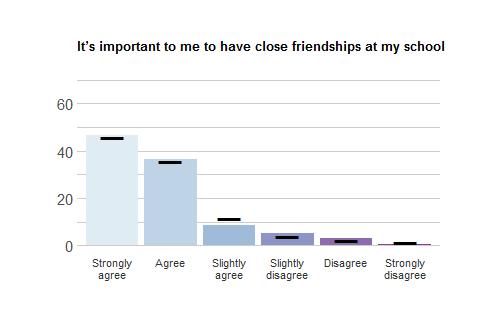 It's important to me to have close friendships at my school
60
40
20
0
Strongly agree
Agree
Slightly agree
Slightly disagree
Disagree
Strongly disagree